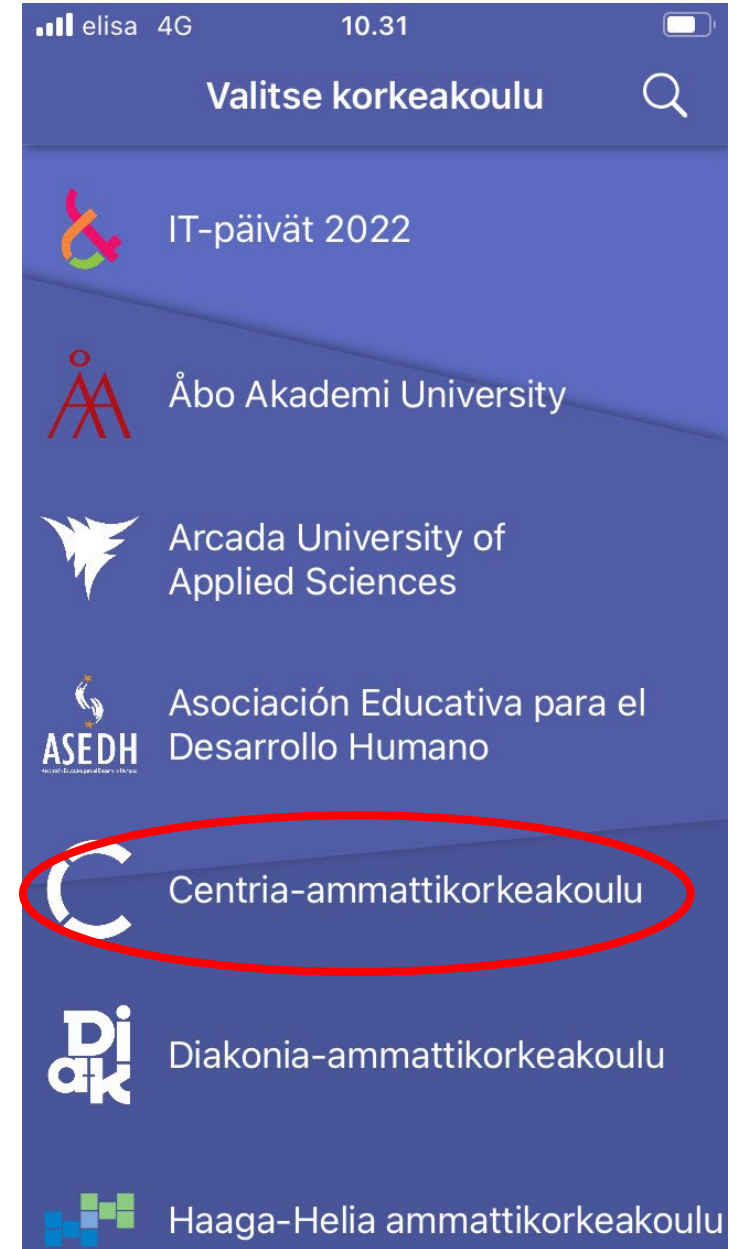 elisa 4G 10.31
Valitse korkeakoulu
IT-päivät 2022
Åbo Akademi University
Arcada University of
Applied Sciences
ASEDH
Asociación Educativa para el
Desarrollo Humano
Centria-ammattikorkeakoulu
Diak
Diakonia-ammattikorkeakoulu
Haaga-Helia ammattikorkeakoulu